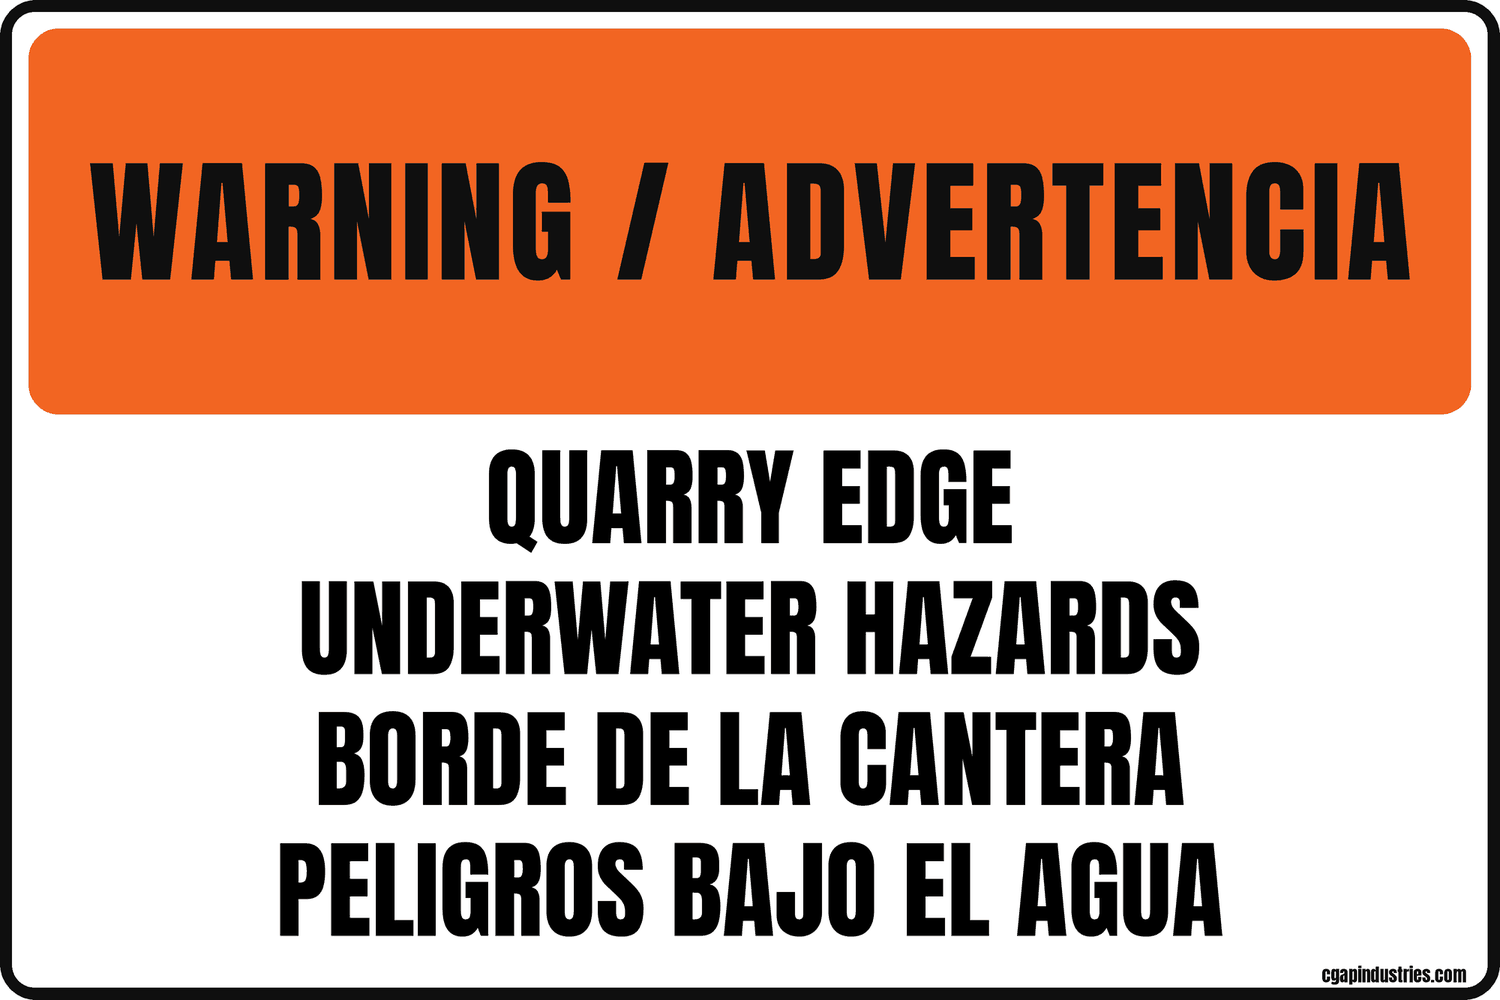 WARNING / ADVERTENCIA
QUARRY EDGE
UNDERWATER HAZARDS
BORDE DE LA CANTERA
PELIGROS BAJO EL AGUA
cgapindustries.com